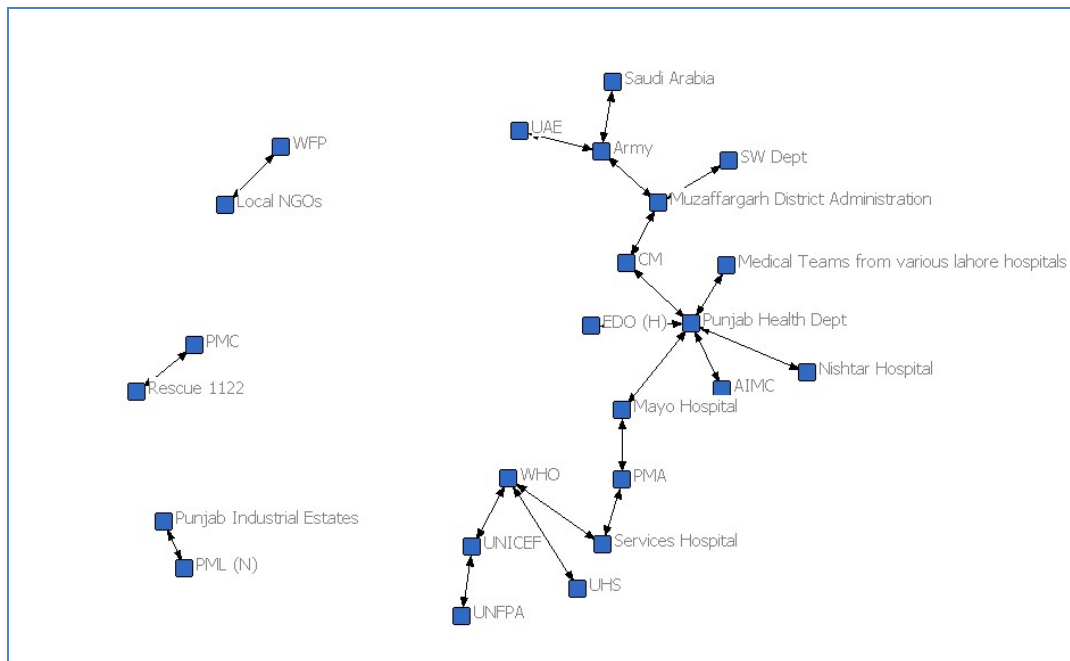 Saudi Arabia
UAE
Army
WFP
SW Dept
Local NGOs
Muzaffargarh District Administration
CM
Medical Teams from various lahore hospitals
EDO (H)
Punjab Health Dept
PMC
Nishtar Hospital
Rescue 1122
AIMC
Mayo Hospital
WHO
PMA
Punjab Industrial Estates
Services Hospital
UNICEF
PML (N)
UHS
UNFPA